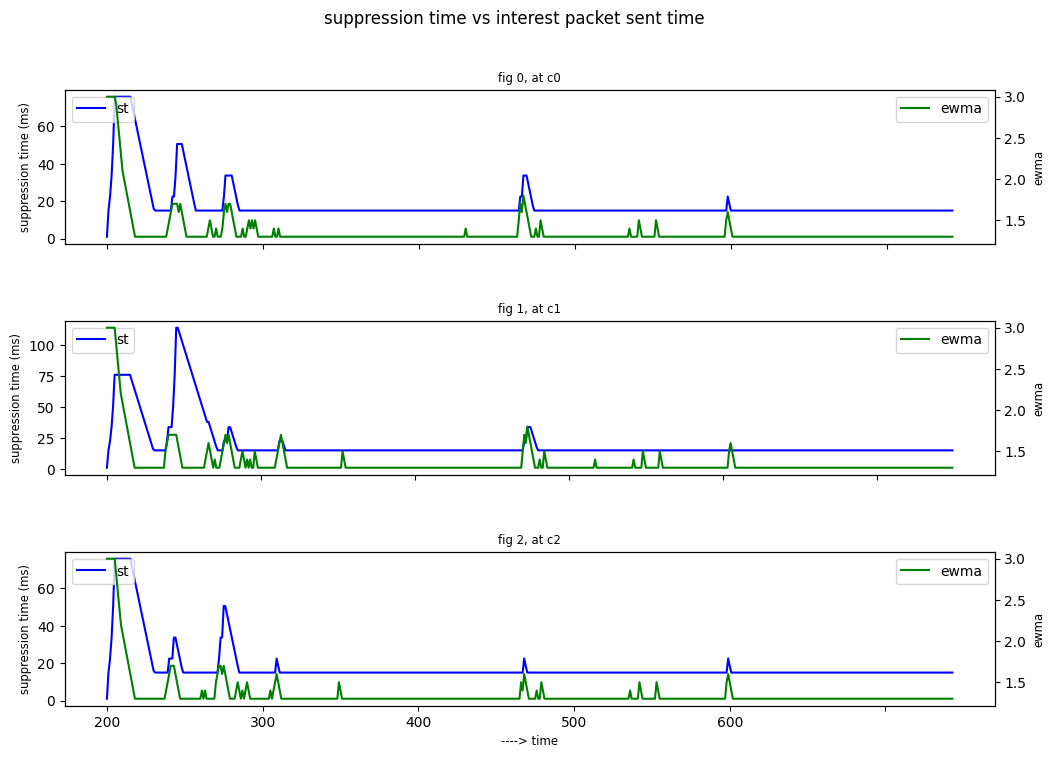 suppression time vs interest packet sent time
fig 0, at c0
suppression time (ms)
60
40
20
0
st
ewma
3.0
2.5
2.0
1.5
ewma
fig 1, at c1
suppression time (ms)
100
75
50
25
0
st
ewma
3.0
2.5
2.0
1.5
ewma
fig 2, at c2
suppression time (ms)
60
40
20
0
st
ewma
3.0
2.5
2.0
1.5
ewma
200 300 400 500 600
----> time